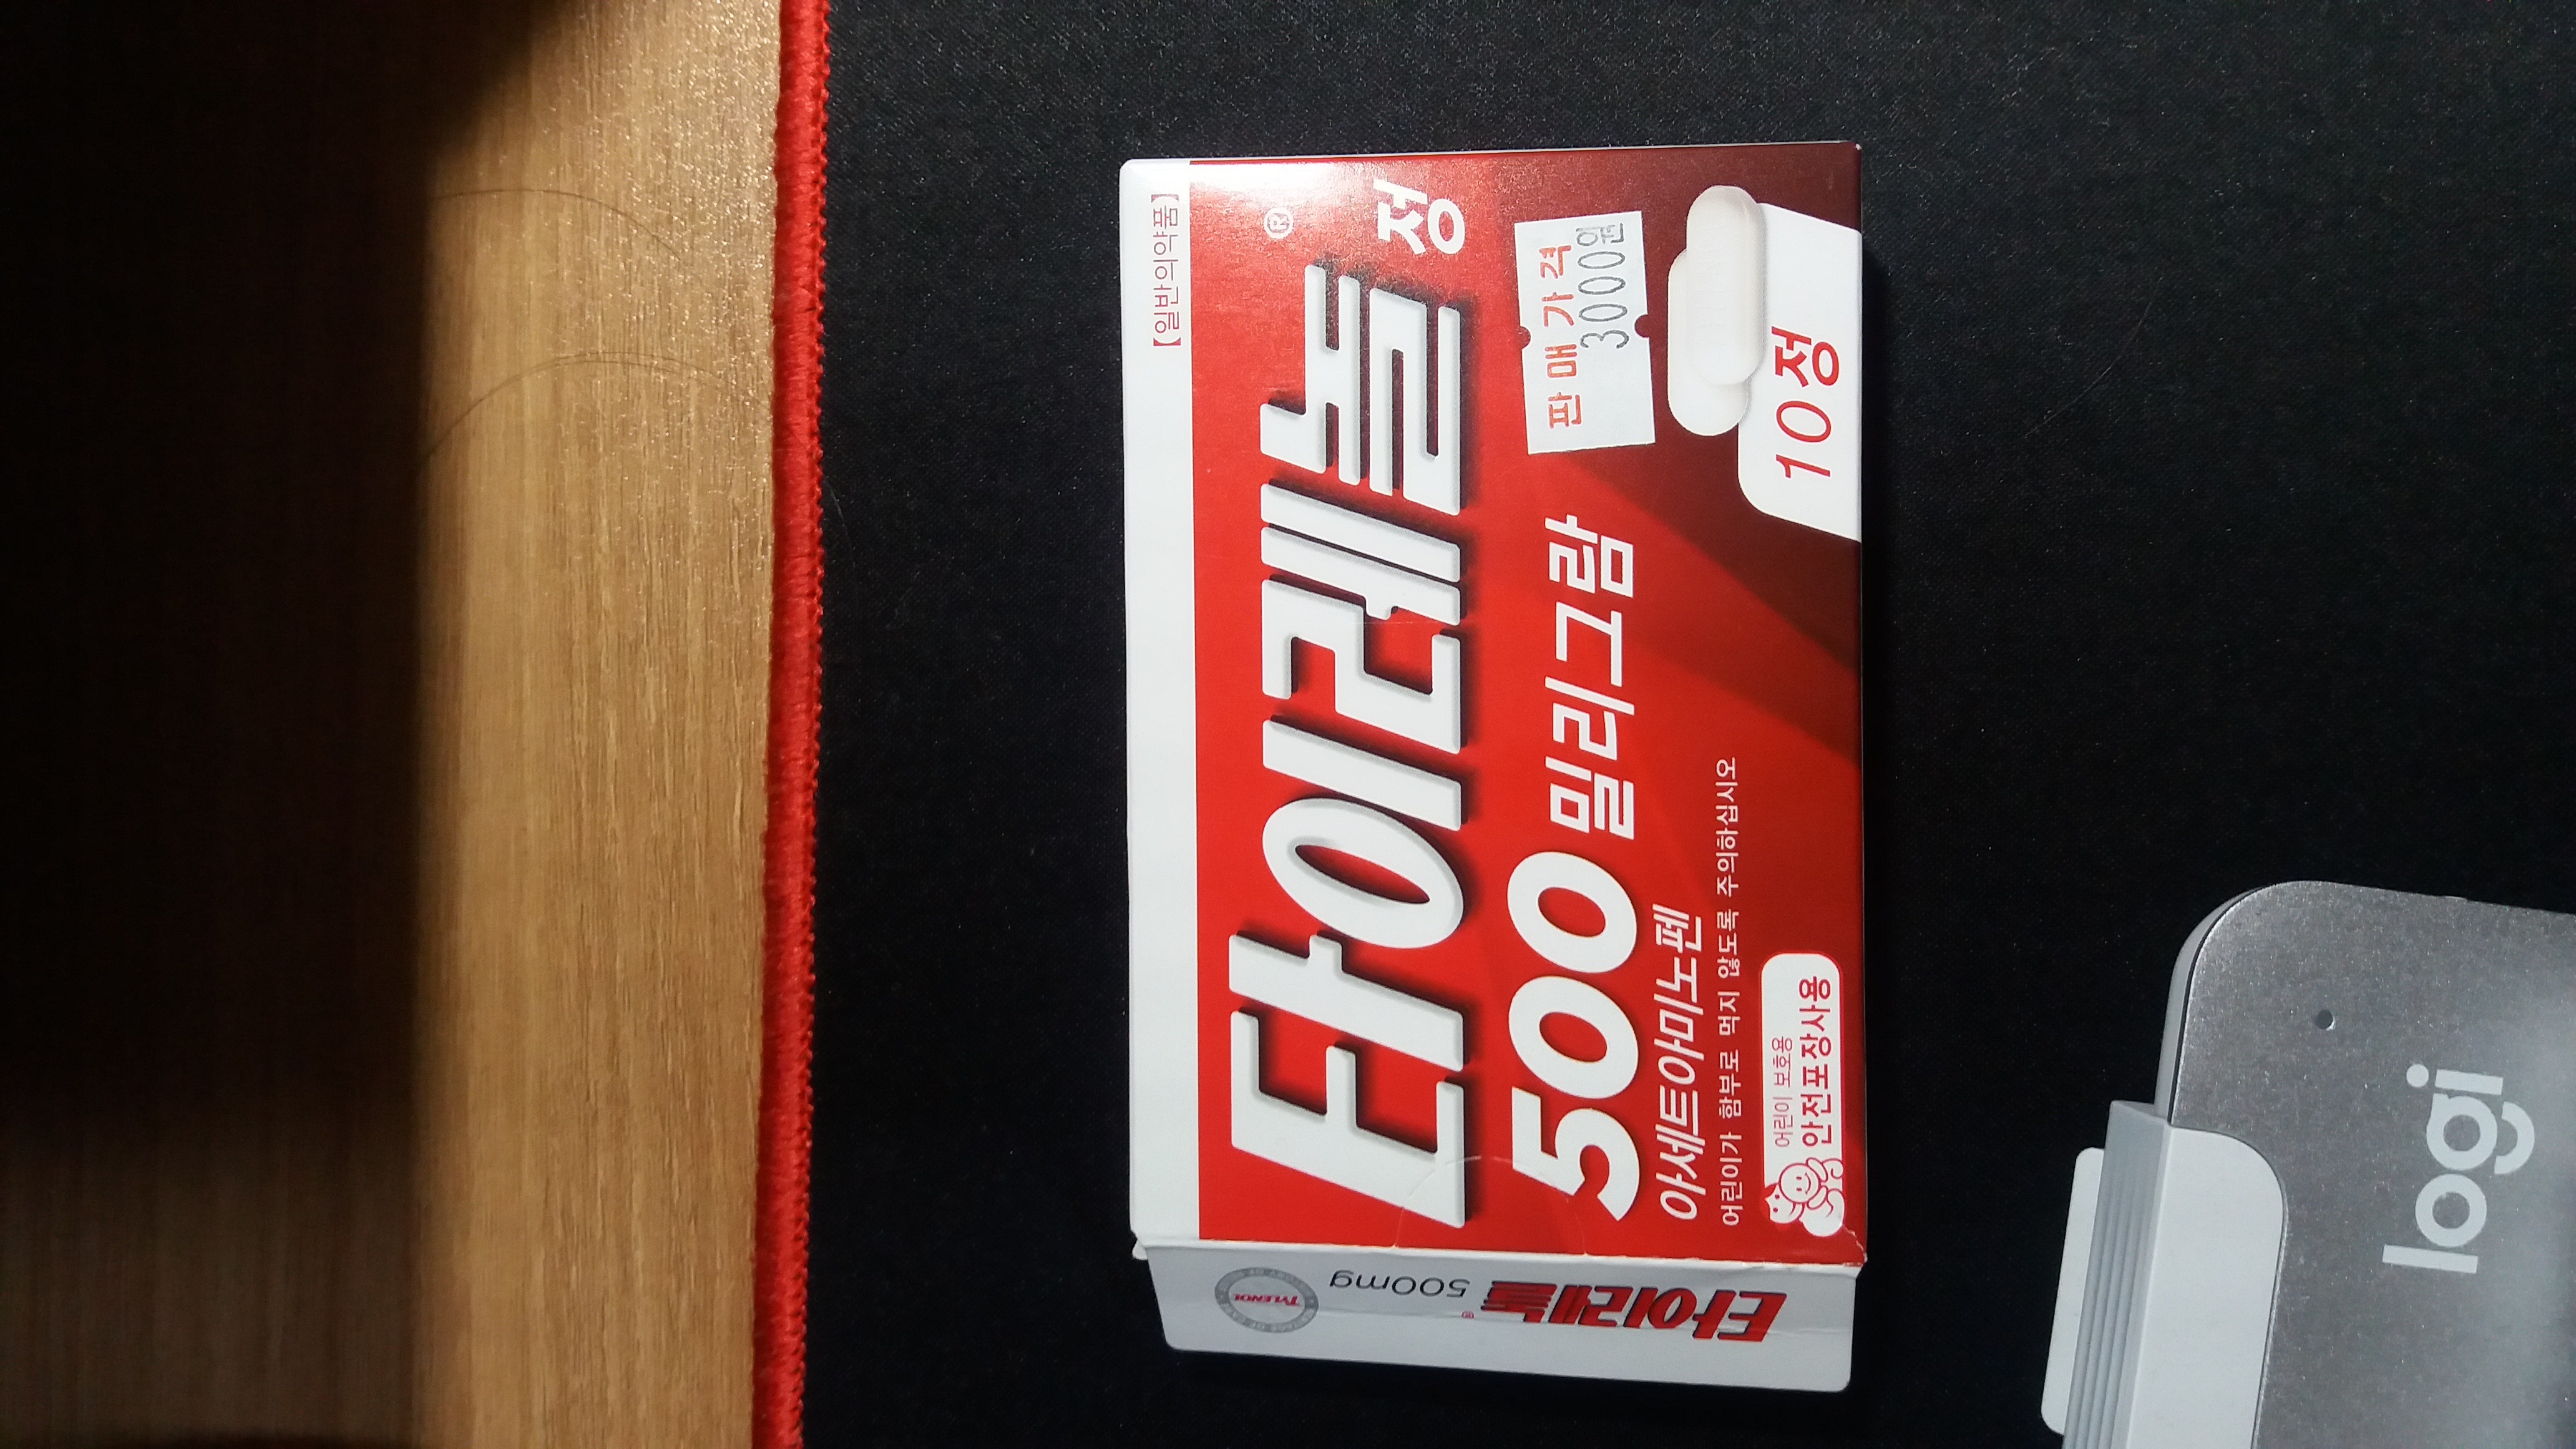 【일반의약품】
타이레놀® 정
500 밀리그람
판매가격
3000원
아세트아미노펜
어린이가 함부로 먹지 않도록 주의하십시오
어린이 보호용
안전포장사용
10정
TYLENOL
타이레놀® 500mg
logi